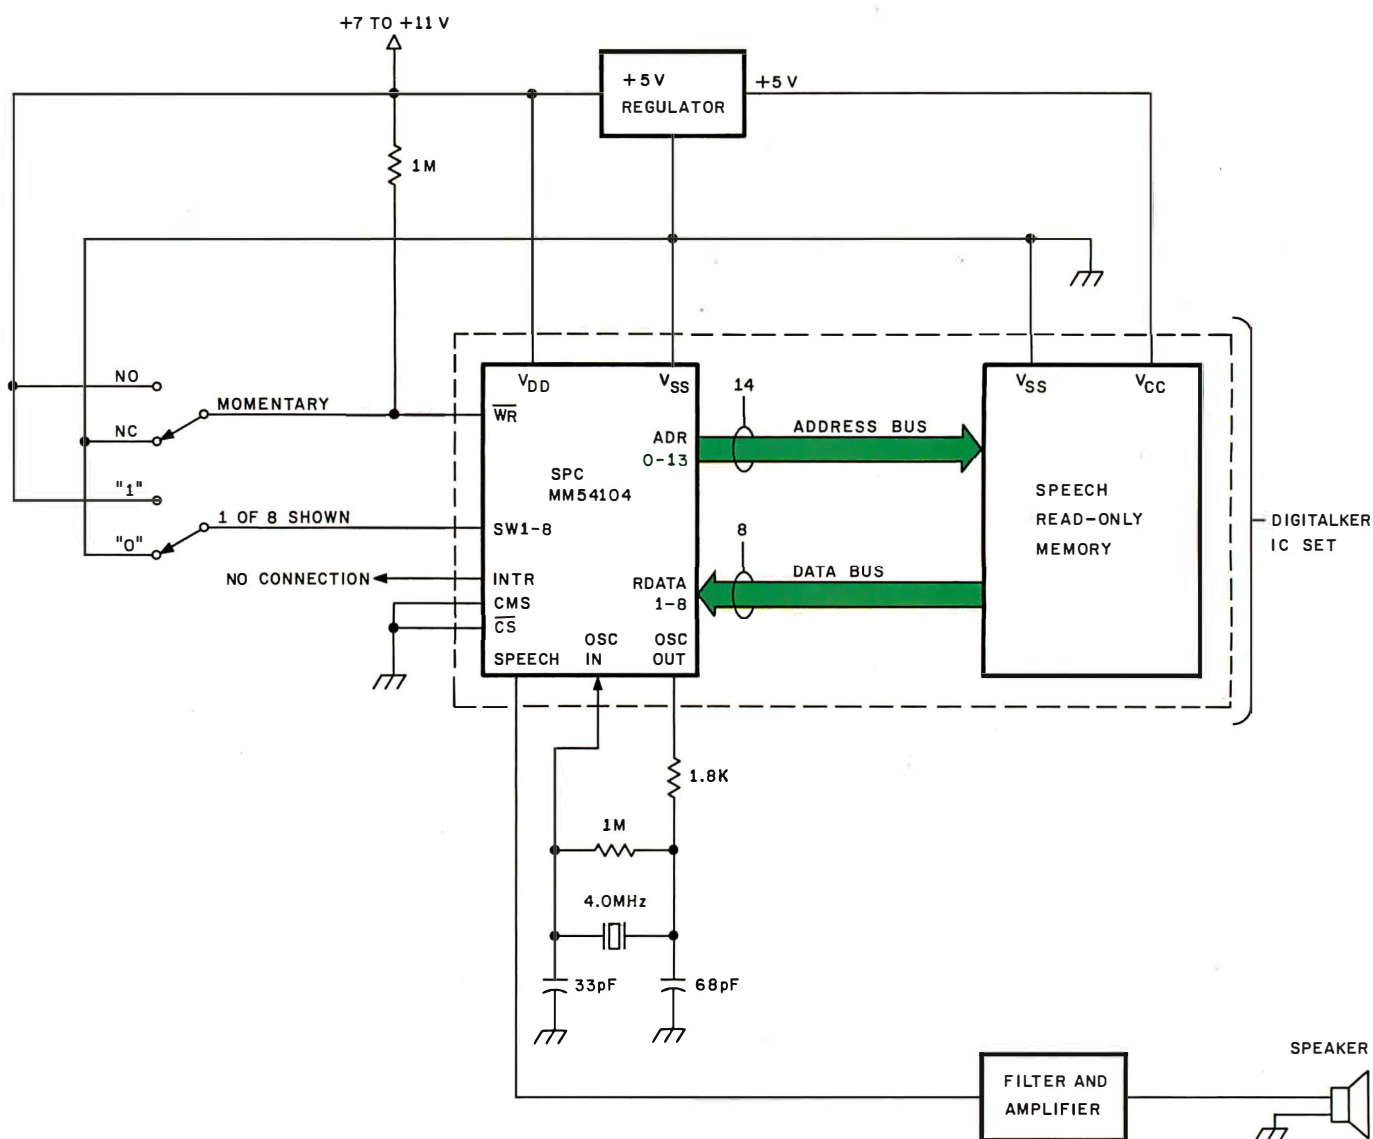 +7 TO +11 V
+5 V
REGULATOR
+5 V
1M
NO
MOMENTARY
NC
"1"
1 OF 8 SHOWN
"0"
NO CONNECTION
VDD
VSS
WR
ADR
0-13
SPC
MM54104
SW1-8
INTR
CMS
CS
RDATA
1-8
SPEECH
OSC
IN
OSC
OUT
14
ADDRESS BUS
8
DATA BUS
VSS
VCC
SPEECH
READ-ONLY
MEMORY
DIGITALKER
IC SET
1.8K
1M
4.0MHz
33pF
68pF
FILTER AND
AMPLIFIER
SPEAKER